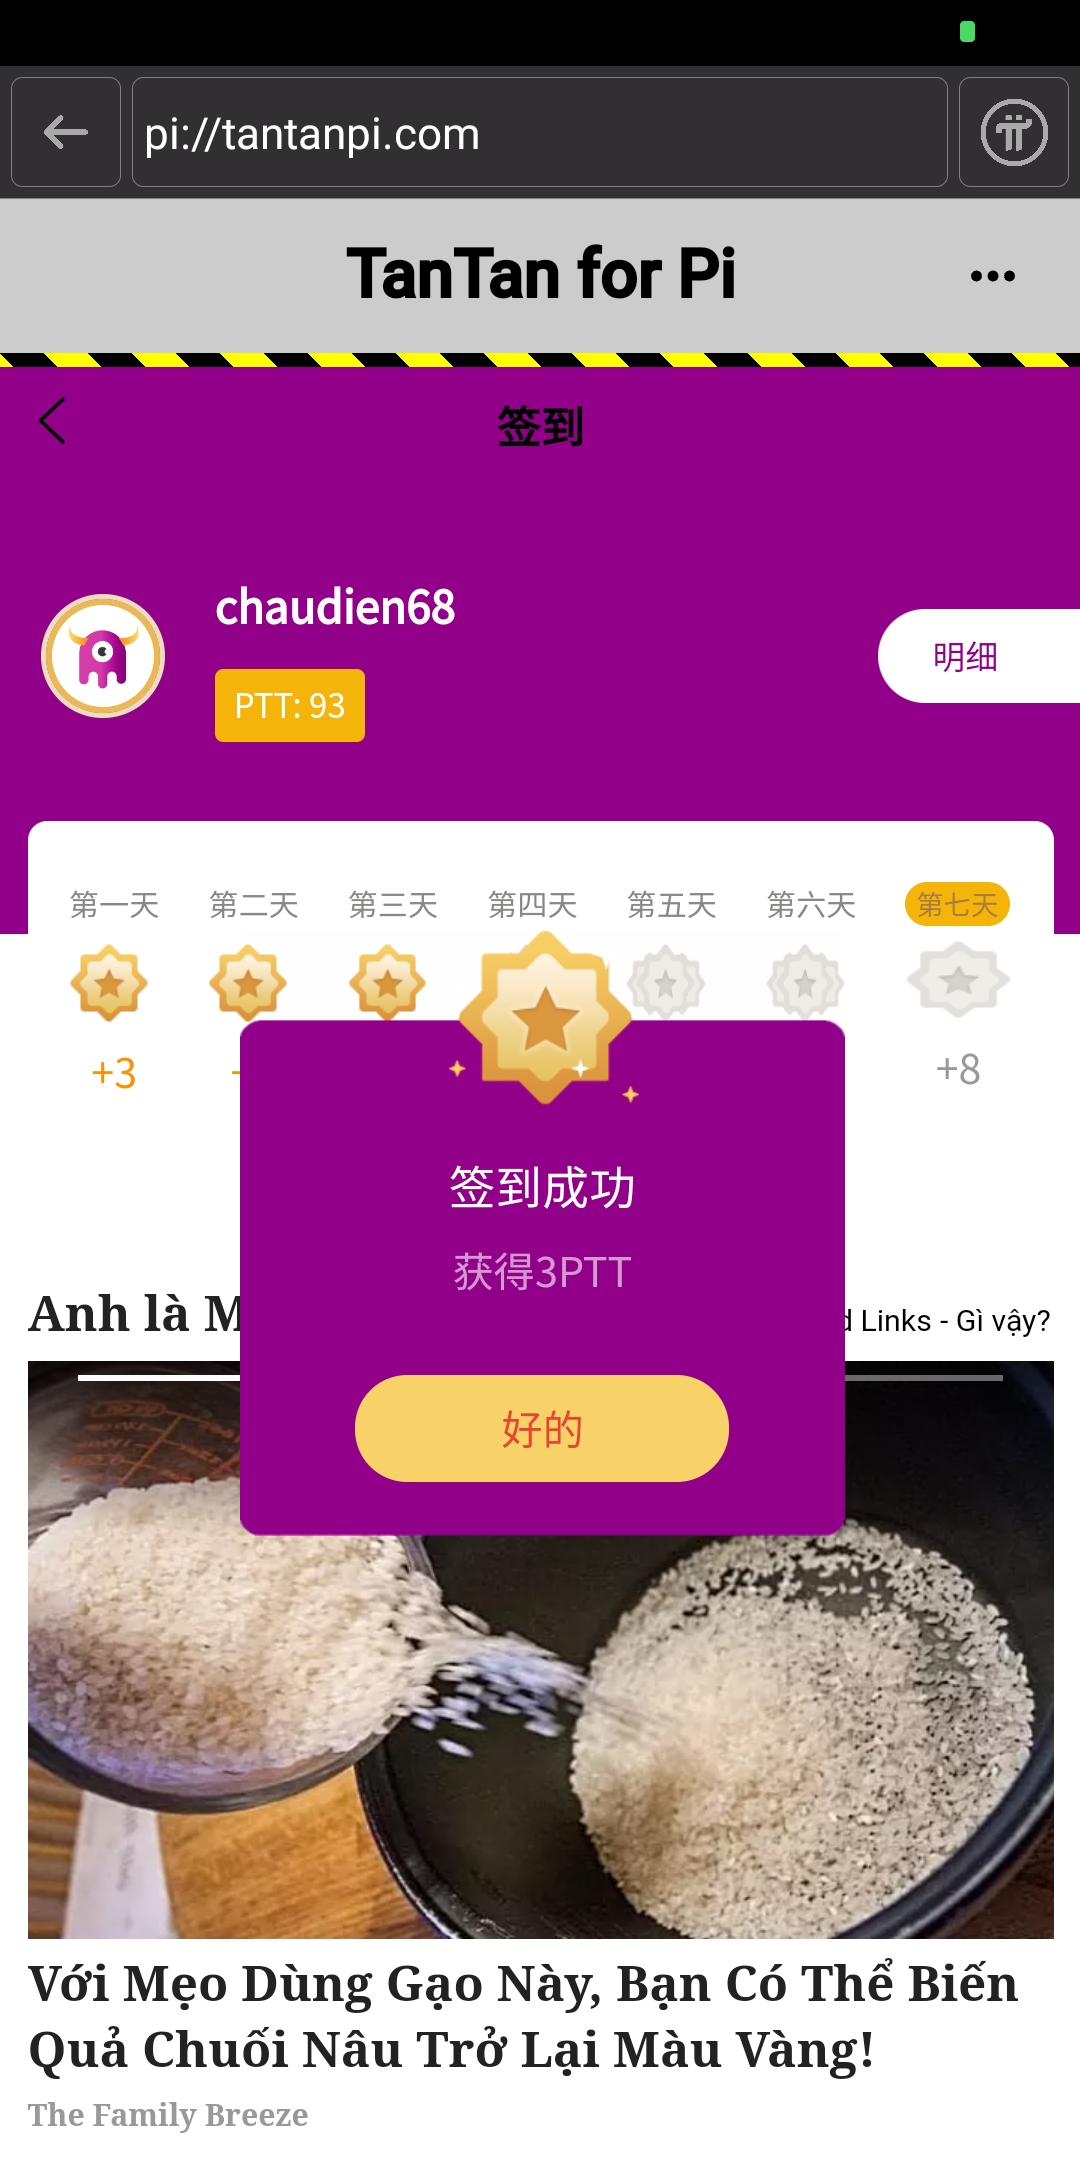 pi://tantanpi.com
TanTan for Pi
签到
chaudien68
PTT: 93
明细
第一天 第二天 第三天 第四天 第五天 第六天 第七天
+3 +8
签到成功
获得3PTT
好的
Anh là Links - Gì vậy?
Với Mẹo Dùng Gạo Này, Bạn Có Thể Biến
Quả Chuối Nâu Trở Lại Màu Vàng!
The Family Breeze